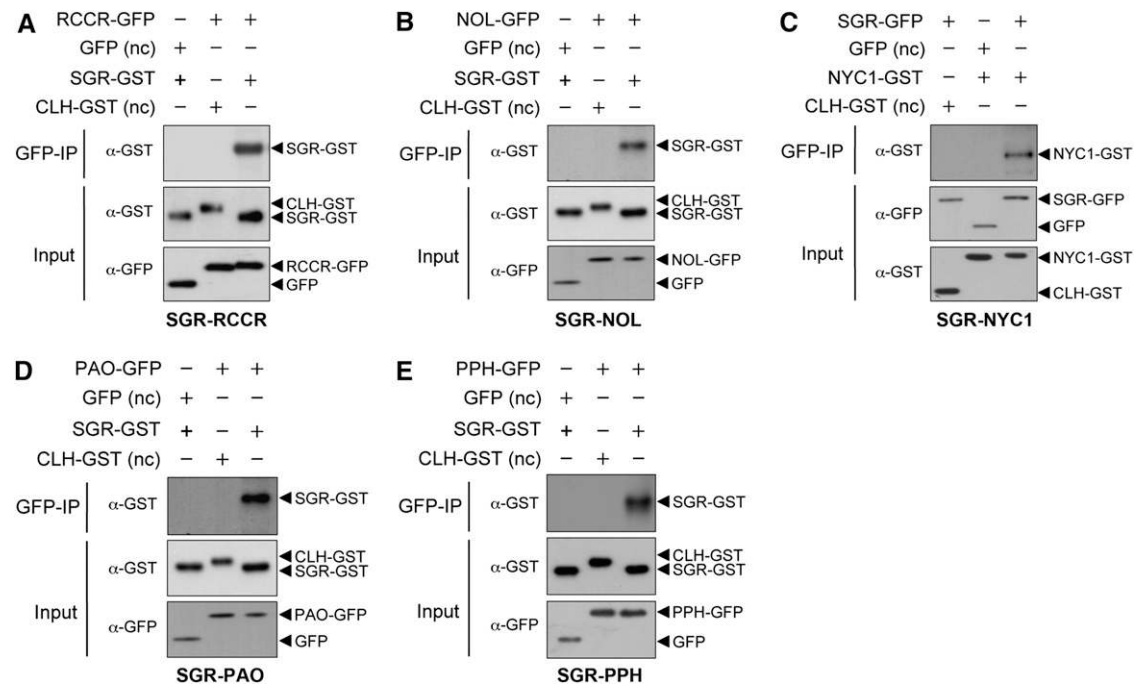 A
RCCR-GFP − + +
GFP (nc) + − −
SGR-GST + − +
CLH-GST (nc) − + −
GFP-IP α-GST SGR-GST
Input α-GST CLH-GST
SGR-GST
α-GFP RCCR-GFP
GFP
SGR-RCCR
B
NOL-GFP − + +
GFP (nc) + − −
SGR-GST + − +
CLH-GST (nc) − + −
GFP-IP α-GST SGR-GST
Input α-GST CLH-GST
SGR-GST
α-GFP NOL-GFP
GFP
SGR-NOL
C
SGR-GFP + − +
GFP (nc) − + −
NYC1-GST − + +
CLH-GST (nc) + − −
GFP-IP α-GST NYC1-GST
Input α-GFP SGR-GFP
GFP
α-GST NYC1-GST
CLH-GST
SGR-NYC1
D
PAO-GFP − + +
GFP (nc) + − −
SGR-GST + − +
CLH-GST (nc) − + −
GFP-IP α-GST SGR-GST
Input α-GST CLH-GST
SGR-GST
α-GFP PAO-GFP
GFP
SGR-PAO
E
PPH-GFP − + +
GFP (nc) + − −
SGR-GST + − +
CLH-GST (nc) − + −
GFP-IP α-GST SGR-GST
Input α-GST CLH-GST
SGR-GST
α-GFP PPH-GFP
GFP
SGR-PPH